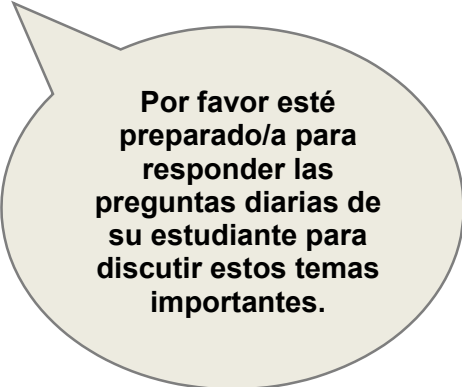 Por favor esté
preparado/a para
responder las
preguntas diarias de
su estudiante para
discutir estos temas
importantes.